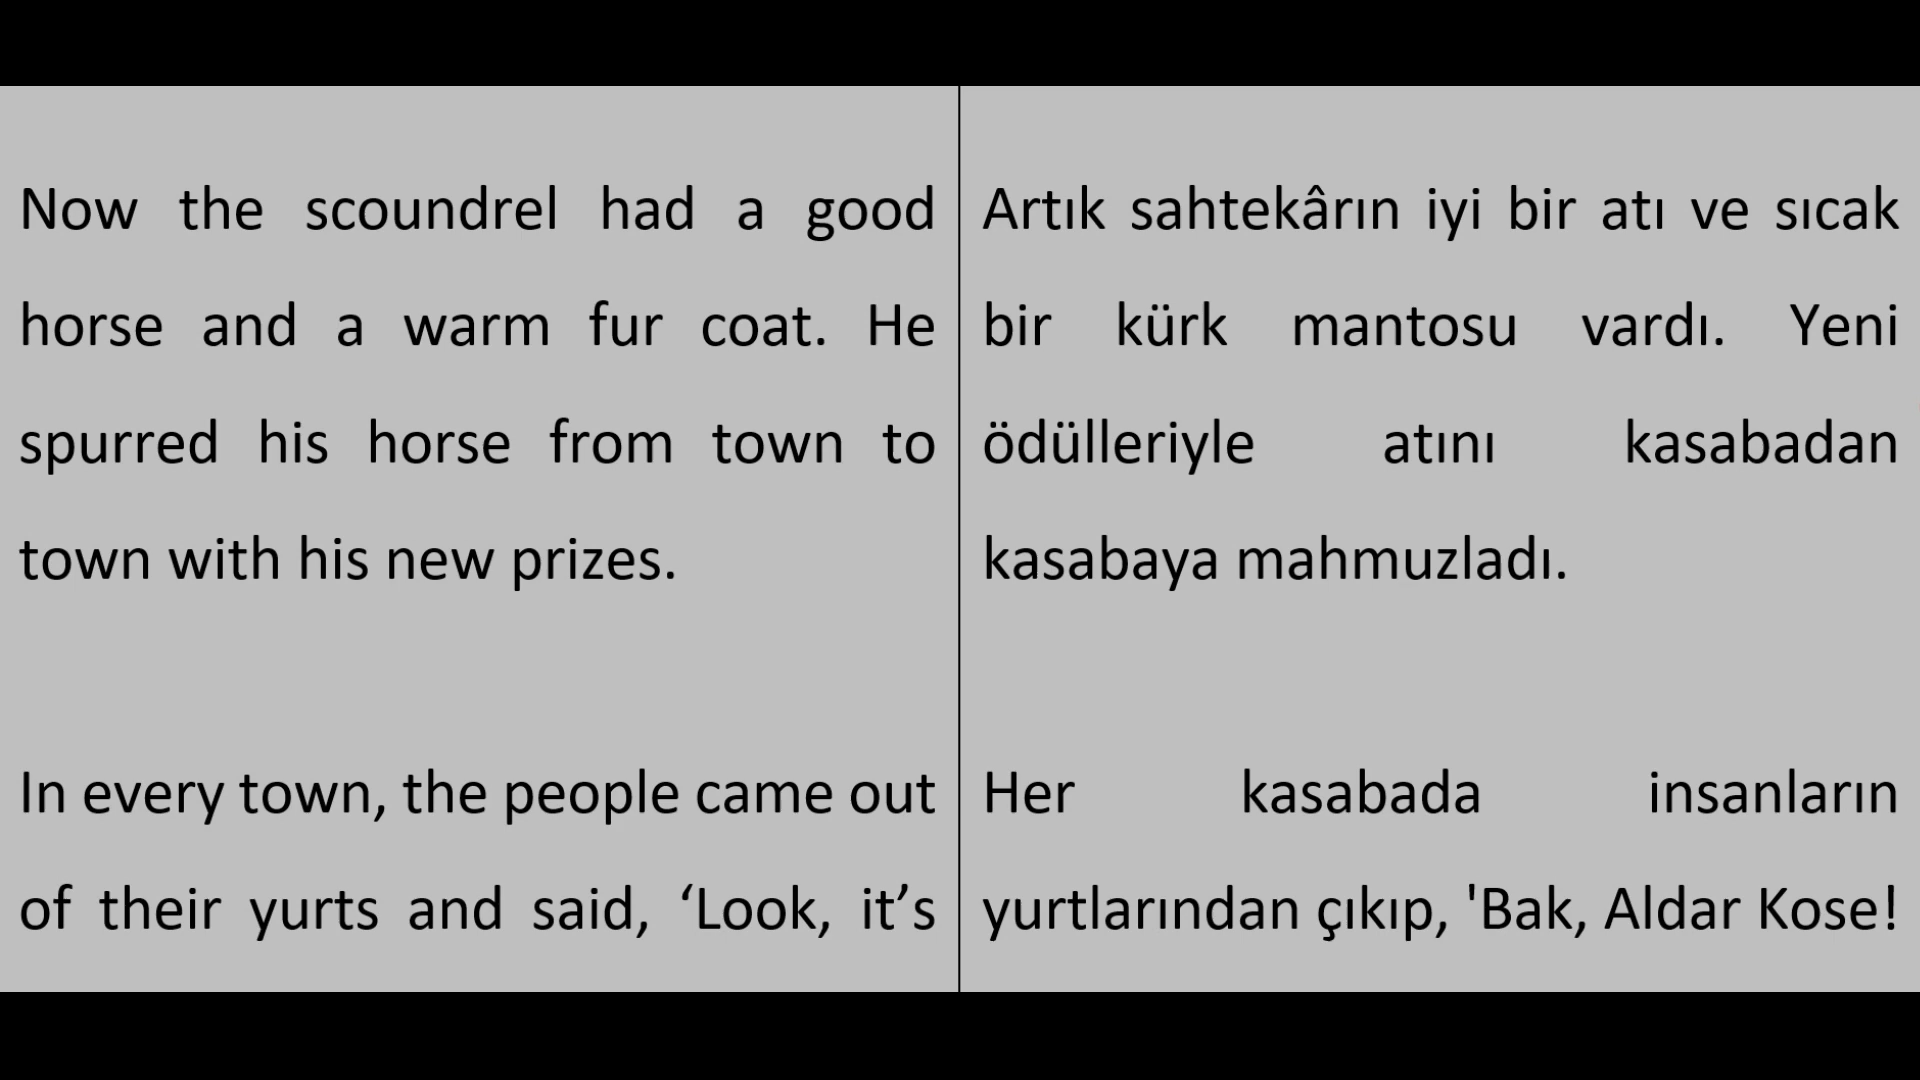 Now the scoundrel had a good
horse and a warm fur coat. He
spurred his horse from town to
town with his new prizes.
In every town, the people came out
of their yurts and said, ‘Look, it’s
Artık sahtekârın iyi bir atı ve sıcak
bir kürk mantosu vardı. Yeni
ödülleriyle atını kasabadan
kasabaya mahmuzladı.
Her kasabada insanların
yurtlarından çıkıp, 'Bak, Aldar Kose!